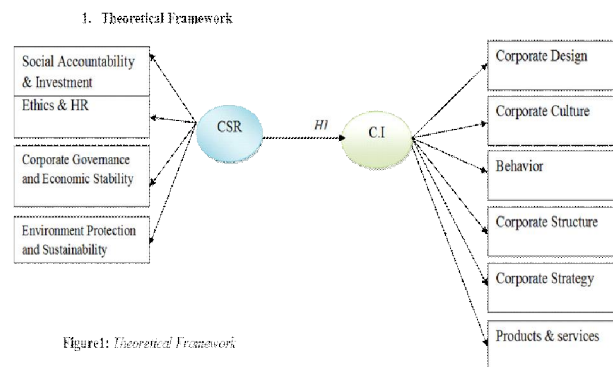 1. Theoretical Framework
Social Accountability
& Investment
Ethics & HR
Corporate Governance
and Economic Stability
Environment Protection
and Sustainability
CSR
H1
C.I
Corporate Design
Corporate Culture
Behavior
Corporate Structure
Corporate Strategy
Products & services
Figure1: Theoretical Framework